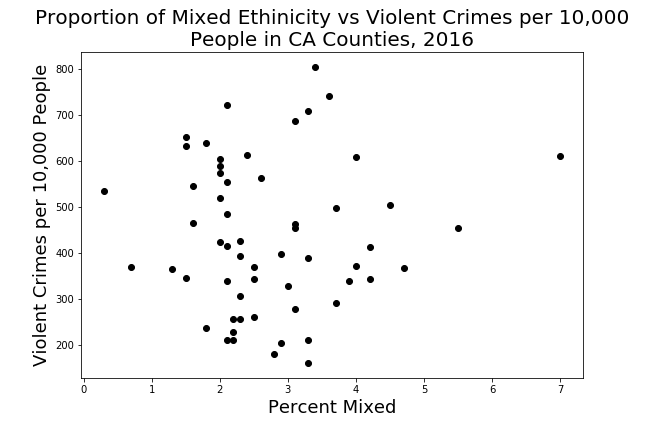 Proportion of Mixed Ethinicity vs Violent Crimes per 10,000
People in CA Counties, 2016
Violent Crimes per 10,000 People
800
700
600
500
400
300
200
0 1 2 3 4 5 6 7
Percent Mixed